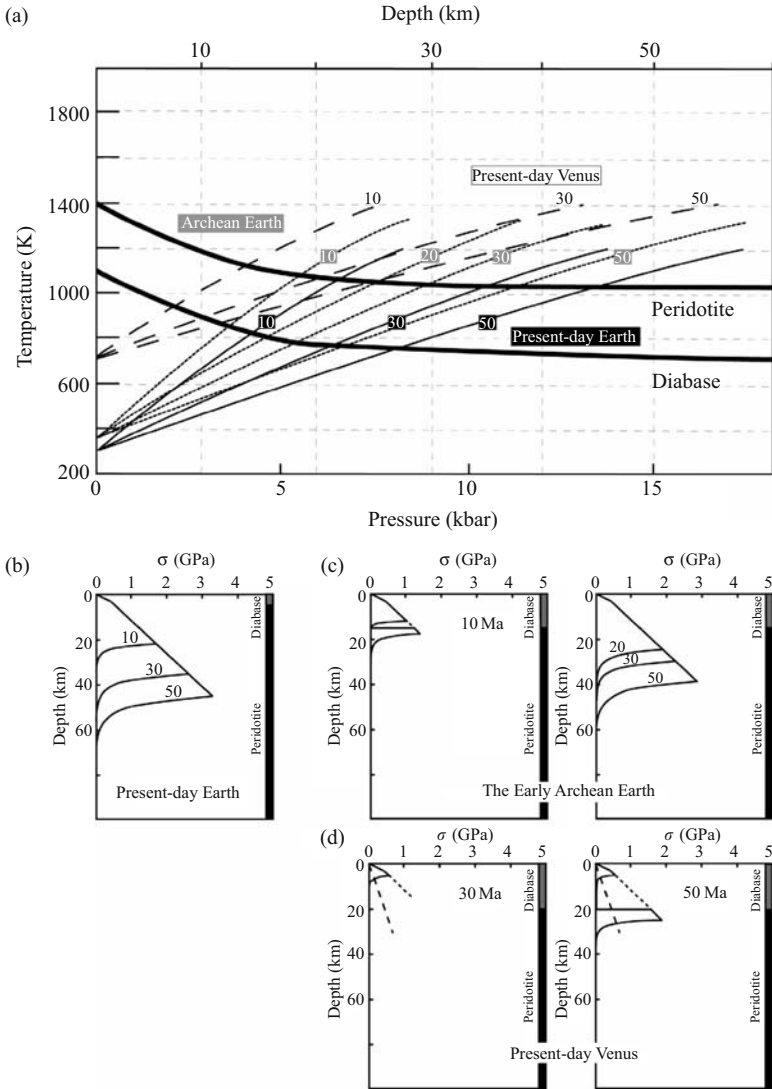 (a)
Depth (km)
10 30 50
Temperature (K)
1800
1400
1000
600
200
Present-day Venus
10 30 50
Archean Earth
10 20 30 50
10 30 50
Present-day Earth
Peridotite
Diabase
0 5 10 15
Pressure (kbar)
(b)
σ (GPa)
0 1 2 3 4 5
Depth (km)
0
20
40
60
10
30
50
Diabase
Peridotite
Present-day Earth
(c)
σ (GPa)
0 1 2 3 4 5
Depth (km)
0
20
40
60
10 Ma
Diabase
Peridotite
σ (GPa)
0 1 2 3 4 5
Depth (km)
0
20
40
60
20
30
50
Diabase
Peridotite
The Early Archean Earth
(d)
σ (GPa)
0 1 2 3 4 5
Depth (km)
0
20
40
60
30 Ma
Diabase
Peridotite
σ (GPa)
0 1 2 3 4 5
Depth (km)
0
20
40
60
50 Ma
Diabase
Peridotite
Present-day Venus